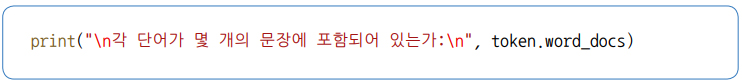 print("\n각 단어가 몇 개의 문장에 포함되어 있는가:\n", token.word_docs)